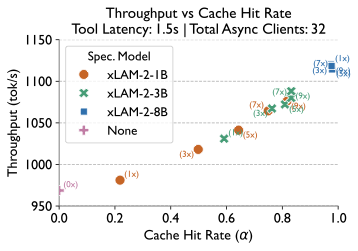 Throughput vs Cache Hit Rate
Tool Latency: 1.5s | Total Async Clients: 32
Throughput (tok/s)
1150
1100
1050
1000
950
Spec. Model
xLAM-2-1B
xLAM-2-3B
xLAM-2-8B
None
(0x)
(1x)
(3x)
(5x)
(7x)
(3x)
(7x)
(9x)
(5x)
(7x)
(1x)
(3x)
0.0
0.2
0.4
0.6
0.8
1.0
Cache Hit Rate (α)